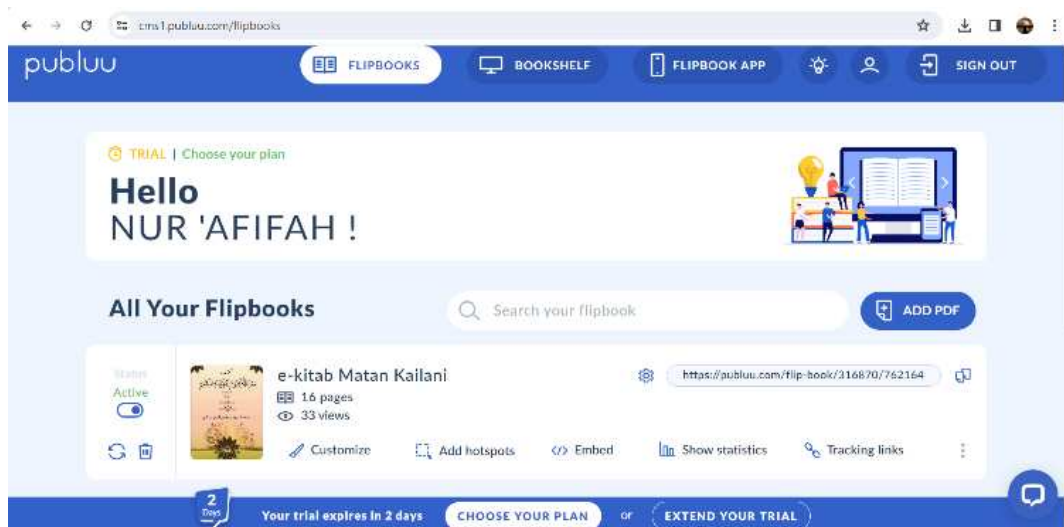 cms1.publuu.com/flipbooks
publuu
FLIPBOOKS
BOOKSHELF
FLIPBOOK APP
SIGN OUT
TRIAL | Choose your plan
Hello
NUR 'AFIFAH !
All Your Flipbooks
Search your flipbook
ADD PDF
Status
Active
e-kitab Matan Kailani
16 pages
33 views
https://publuu.com/flip-book/316870/762164
Customize
Add hotspots
</> Embed
Show statistics
Tracking links
2
Days
Your trial expires in 2 days
CHOOSE YOUR PLAN
or
EXTEND YOUR TRIAL